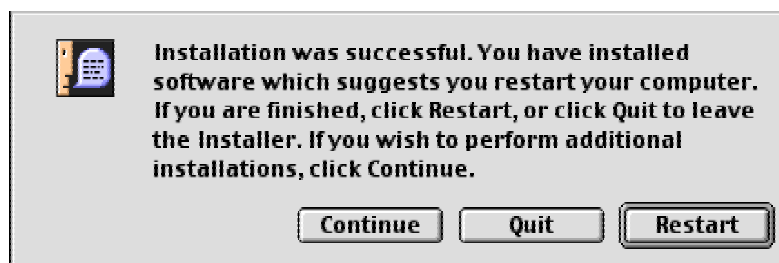 Installation was successful. You have installed
software which suggests you restart your computer.
If you are finished, click Restart, or click Quit to leave
the Installer. If you wish to perform additional
installations, click Continue.
Continue Quit Restart